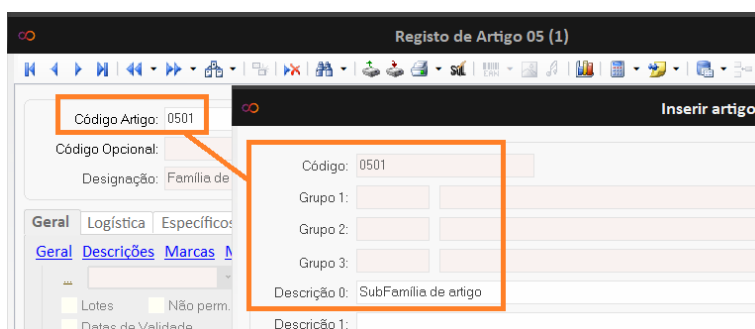 Registo de Artigo 05 (1)
SQL
Código Artigo: 0501
Código Opcional:
Designação: Família de
Geral Logística Específicos
Geral Descrições Marcas
...
Lotes Não perm.
Datas de Validade
Inserir artigo
Código: 0501
Grupo 1:
Grupo 2:
Grupo 3:
Descrição 0: SubFamília de artigo
Descrição 1: